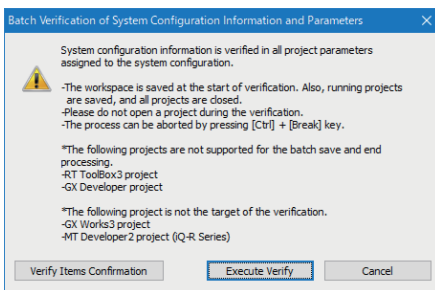 Batch Verification of System Configuration Information and Parameters
System configuration information is verified in all project parameters
assigned to the system configuration.
-The workspace is saved at the start of verification. Also, running projects
are saved, and all projects are closed.
-Please do not open a project during the verification.
-The process can be aborted by pressing [Ctrl] + [Break] key.
*The following projects are not supported for the batch save and end
processing.
-RT ToolBox3 project
-GX Developer project
*The following project is not the target of the verification.
-GX Works3 project
-MT Developer2 project (iQ-R Series)
Verify Items Confirmation
Execute Verify
Cancel